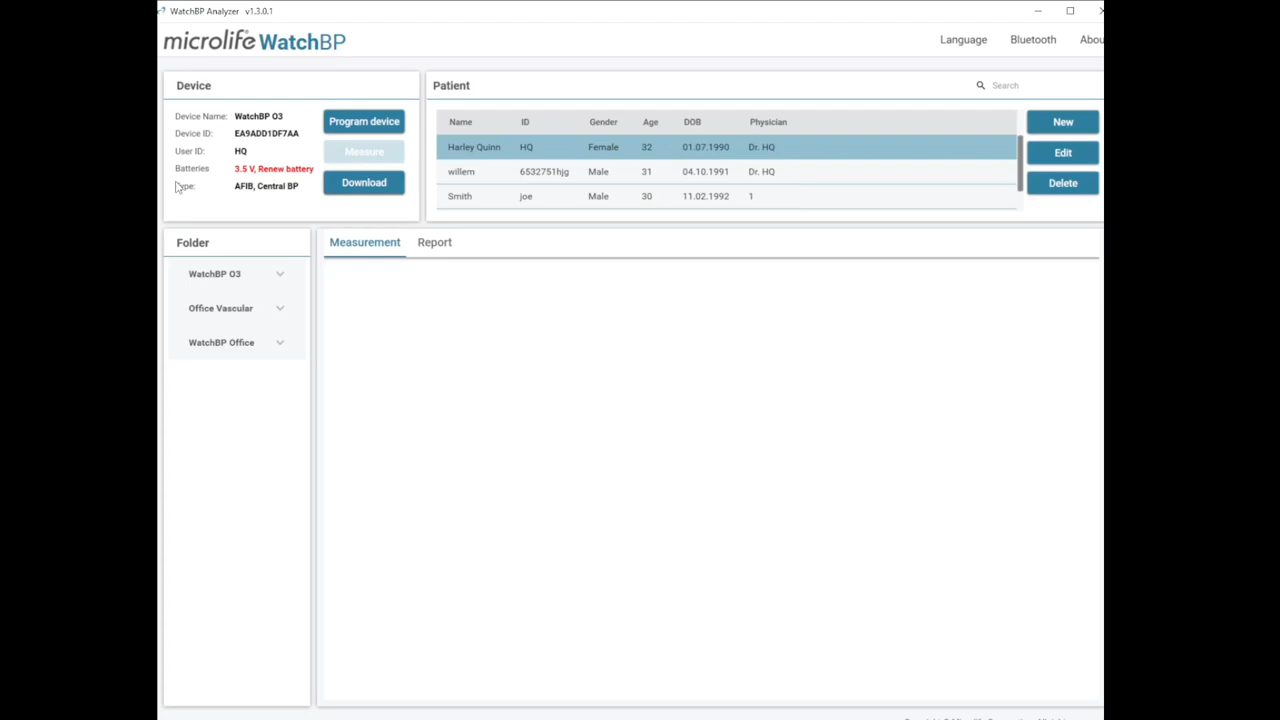 WatchBP Analyzer v1.3.0.1
microlife WatchBP
Language Bluetooth Abou
Device
Device Name: WatchBP O3
Device ID: EA9ADD1DF7AA
User ID: HQ
Batteries 3.5 V, Renew battery
ype: AFIB, Central BP
Program device
Measure
Download
Patient
Search
Name ID Gender Age DOB Physician
Harley Quinn HQ Female 32 01.07.1990 Dr. HQ
willem 6532751hjg Male 31 04.10.1991 Dr. HQ
Smith joe Male 30 11.02.1992 1
New
Edit
Delete
Folder
WatchBP O3
Office Vascular
WatchBP Office
Measurement Report